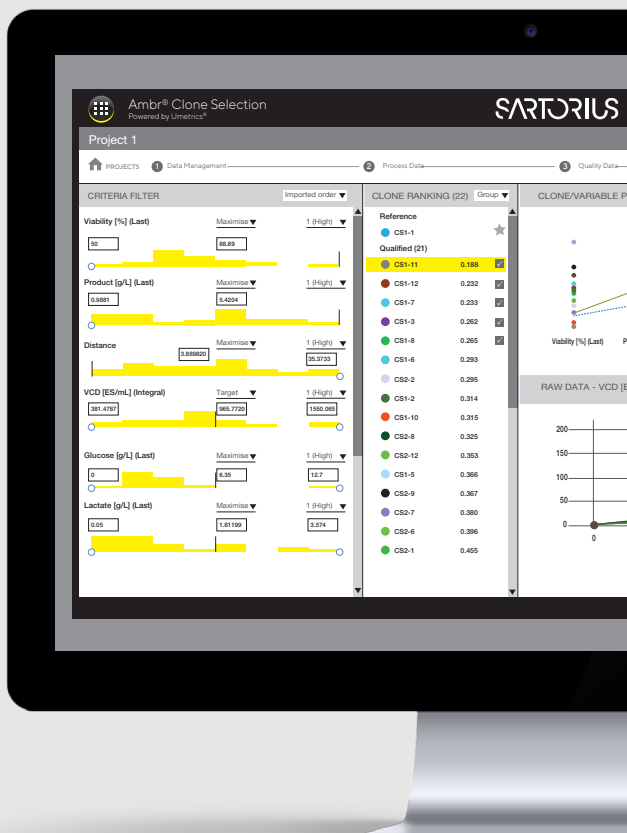 Ambr® Clone Selection
Powered by Umetrics®
SARTORIUS
Project 1
PROJECTS 1 Data Management 2 Process Data 3 Quality Data
CRITERIA FILTER Imported order
Viability [%] (Last) Maximise 1 (High)
50 88.89
Product [g/L] (Last) Maximise 1 (High)
0.9881 5.4204
Distance Maximise 1 (High)
3.889820 35.3733
VCD [ES/mL] (Integral) Target 1 (High)
381.4787 965.7720 1550.065
Glucose [g/L] (Last) Maximise 1 (High)
0 6.35 12.7
Lactate [g/L] (Last) Maximise 1 (High)
0.05 1.81199 3.574
CLONE RANKING (22) Group
Reference
CS1-1
Qualified (21)
CS1-11 0.188
CS1-12 0.232
CS1-7 0.233
CS1-3 0.262
CS1-8 0.265
CS1-6 0.293
CS2-2 0.295
CS1-2 0.314
CS1-10 0.315
CS2-8 0.325
CS2-12 0.353
CS1-5 0.366
CS2-9 0.367
CS2-7 0.380
CS2-6 0.396
CS2-1 0.455
CLONE/VARIABLE P
Viability [%] (Last) P
RAW DATA - VCD [E
200
150
100
50
0
0